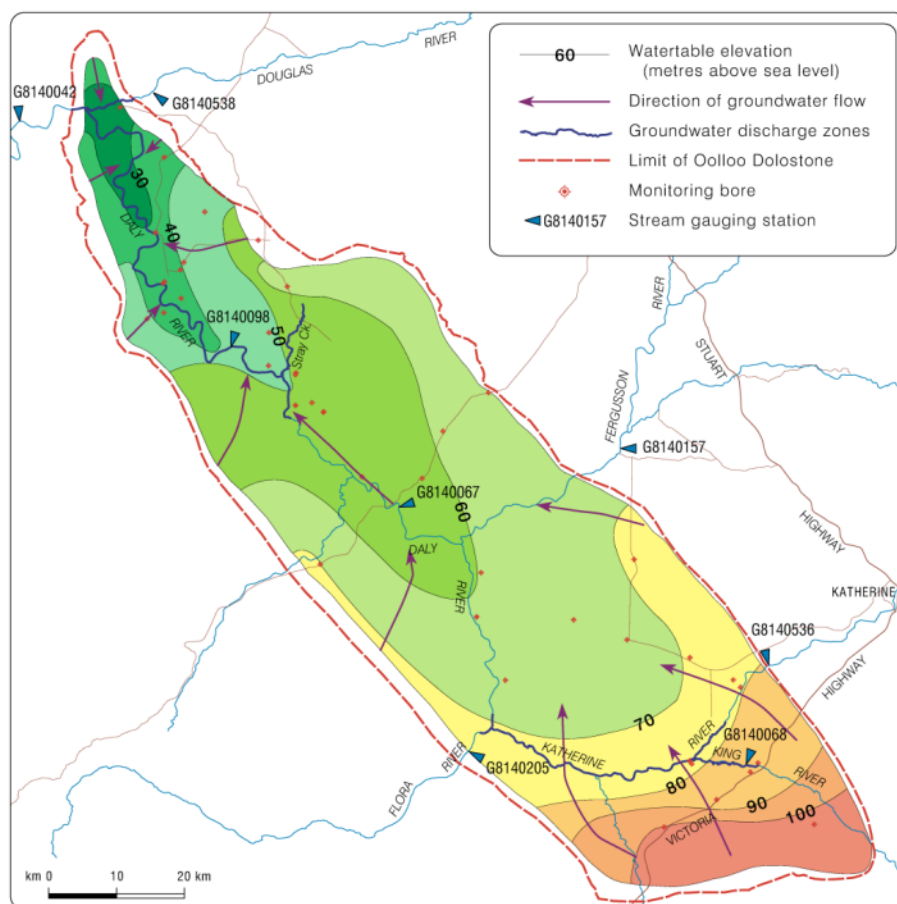 60 Watertable elevation
(metres above sea level)
Direction of groundwater flow
Groundwater discharge zones
Limit of Oolloo Dolostone
Monitoring bore
G8140157 Stream gauging station
RIVER
DOUGLAS
G8140042
G8140538
30
DALY
40
G8140098
RIVER
50
Stray Ck.
RIVER
STUART
FERGUSSON
G8140157
G8140067
60
DALY
HIGHWAY
RIVER
KATHERINE
G8140536
HIGHWAY
70
G8140068
KATHERINE
RIVER
KING
RIVER
G8140205
RIVER
FLORA
80
90
100
VICTORIA
km 0 10 20 km